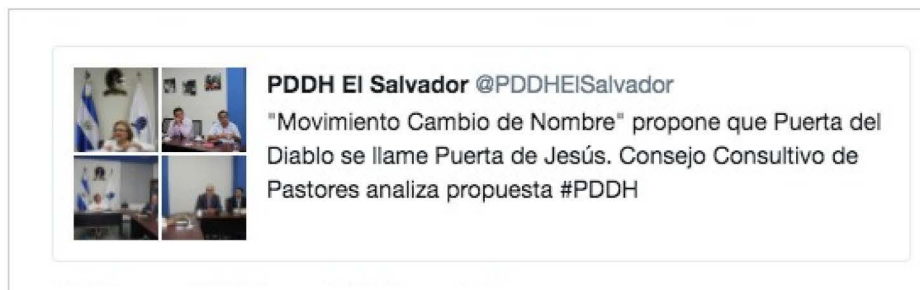 PDDH El Salvador @PDDHElSalvador
"Movimiento Cambio de Nombre" propone que Puerta del
Diablo se llame Puerta de Jesús. Consejo Consultivo de
Pastores analiza propuesta #PDDH